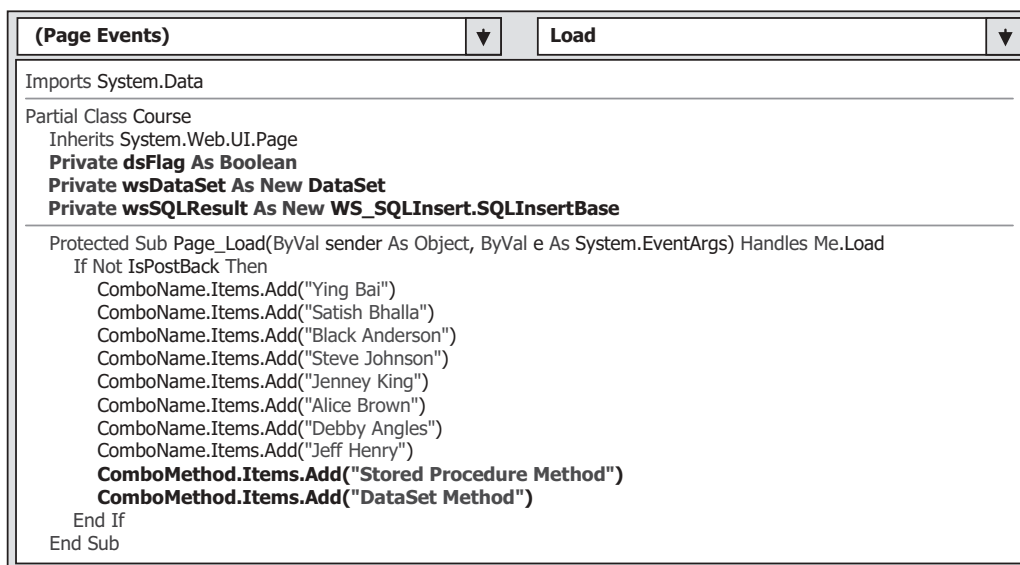 (Page Events) Load
Imports System.Data
Partial Class Course
Inherits System.Web.UI.Page
Private dsFlag As Boolean
Private wsDataSet As New DataSet
Private wsSQLResult As New WS_SQLInsert.SQLInsertBase
Protected Sub Page_Load(ByVal sender As Object, ByVal e As System.EventArgs) Handles Me.Load
If Not IsPostBack Then
ComboName.Items.Add("Ying Bai")
ComboName.Items.Add("Satish Bhalla")
ComboName.Items.Add("Black Anderson")
ComboName.Items.Add("Steve Johnson")
ComboName.Items.Add("Jenney King")
ComboName.Items.Add("Alice Brown")
ComboName.Items.Add("Debby Angles")
ComboName.Items.Add("Jeff Henry")
ComboMethod.Items.Add("Stored Procedure Method")
ComboMethod.Items.Add("DataSet Method")
End If
End Sub